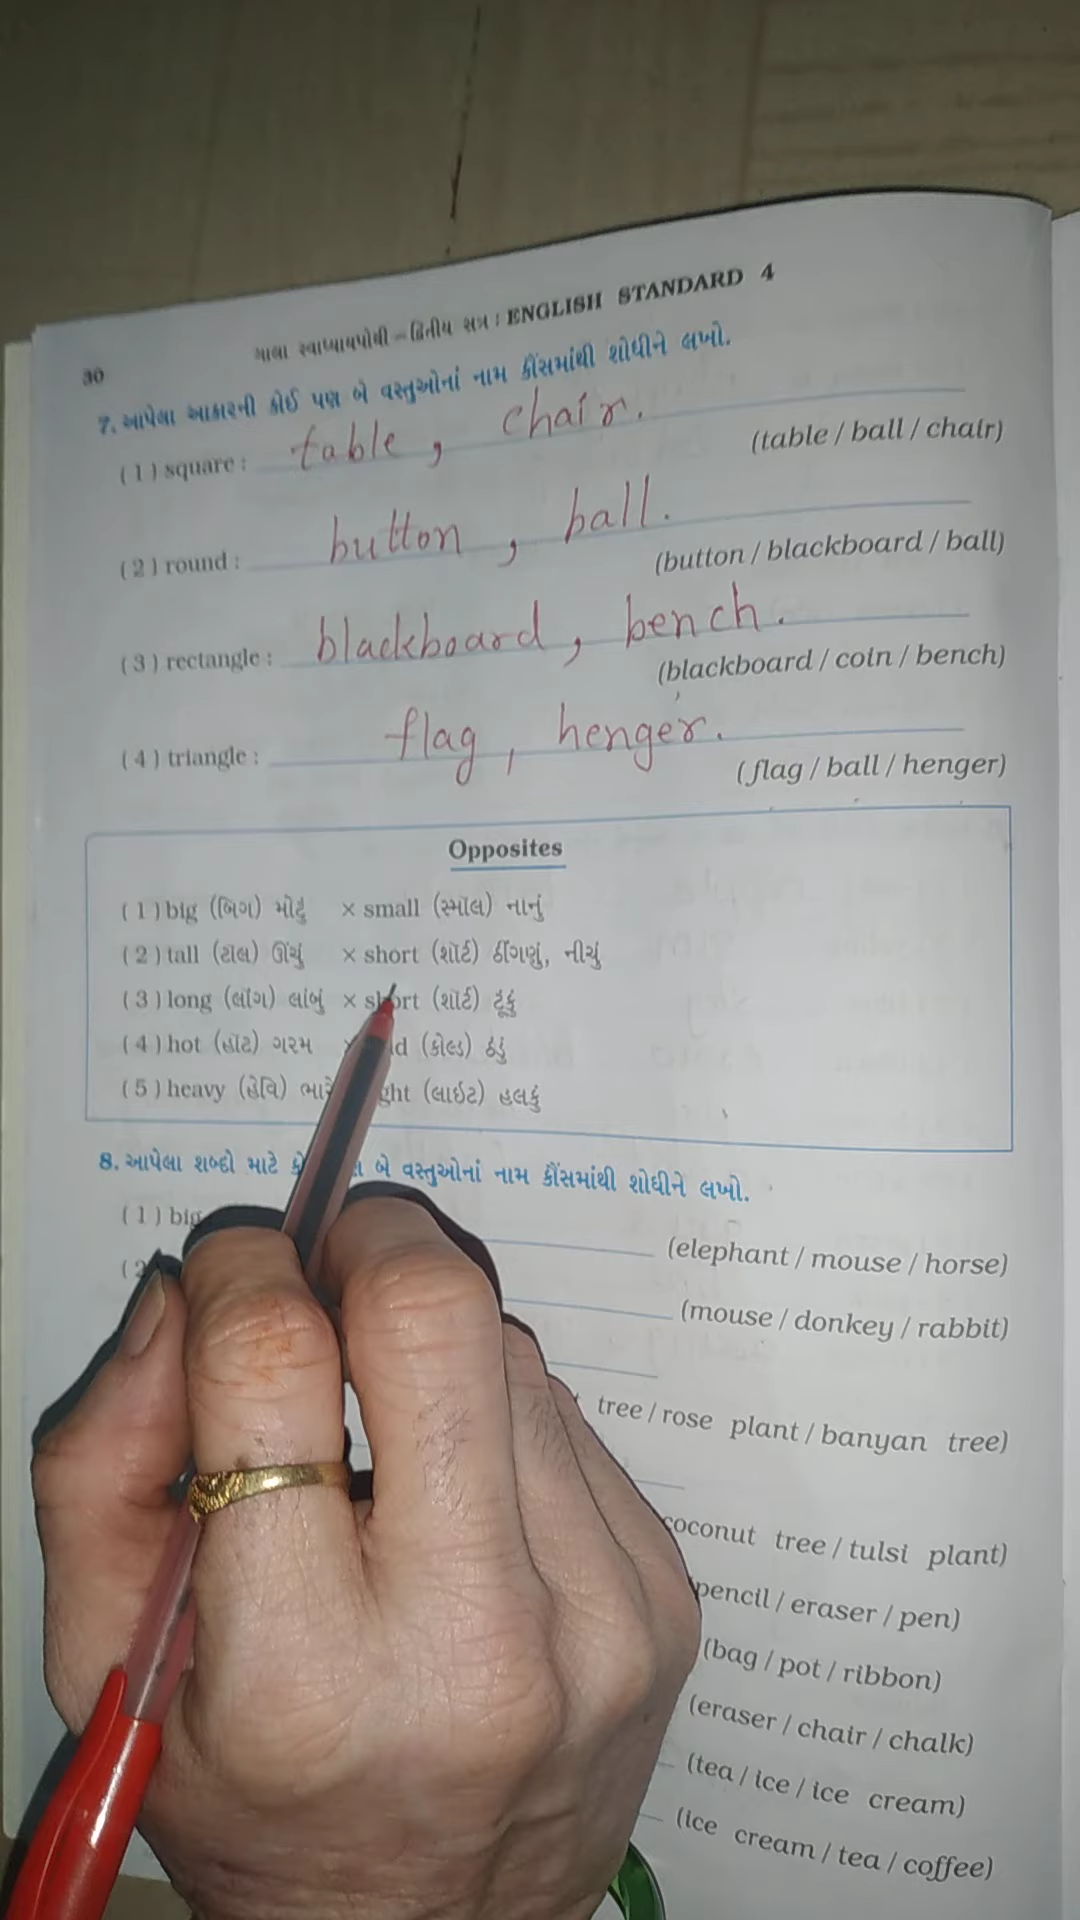 30
ગાલા સ્વાધ્યાયપોથી – દ્વિતીય સત્ર : ENGLISH STANDARD 4
7. આપેલા આકારની કોઈ પણ બે વસ્તુઓનાં નામ કૌંસમાંથી શોધીને લખો.
(1) square : table, chair.
(table / ball / chair)
(2) round : button, ball.
(button / blackboard / ball)
(3) rectangle : blackboard, bench.
(blackboard / coin / bench)
(4) triangle : flag, henger.
(flag / ball / henger)
Opposites
(1) big (બિગ) મોટું × small (સ્મૉલ) નાનું
(2) tall (ટૉલ) ઊંચું × short (શૉર્ટ) ઠીંગણું, નીચું
(3) long (લૉંગ) લાંબું × short (શૉર્ટ) ટૂંકું
(4) hot (હૉટ) ગરમ (કોલ્ડ) ઠંડું
(5) heavy (હેવિ) (લાઇટ) હલકું
8. આપેલા શબ્દો માટે બે વસ્તુઓનાં નામ કૌંસમાંથી શોધીને લખો.
(1) big (elephant / mouse / horse)
(mouse / donkey / rabbit)
tree / rose plant / banyan tree)
coconut tree / tulsi plant)
pencil / eraser / pen)
(bag / pot / ribbon)
(eraser / chair / chalk)
(tea / ice / ice cream)
(ice cream / tea / coffee)